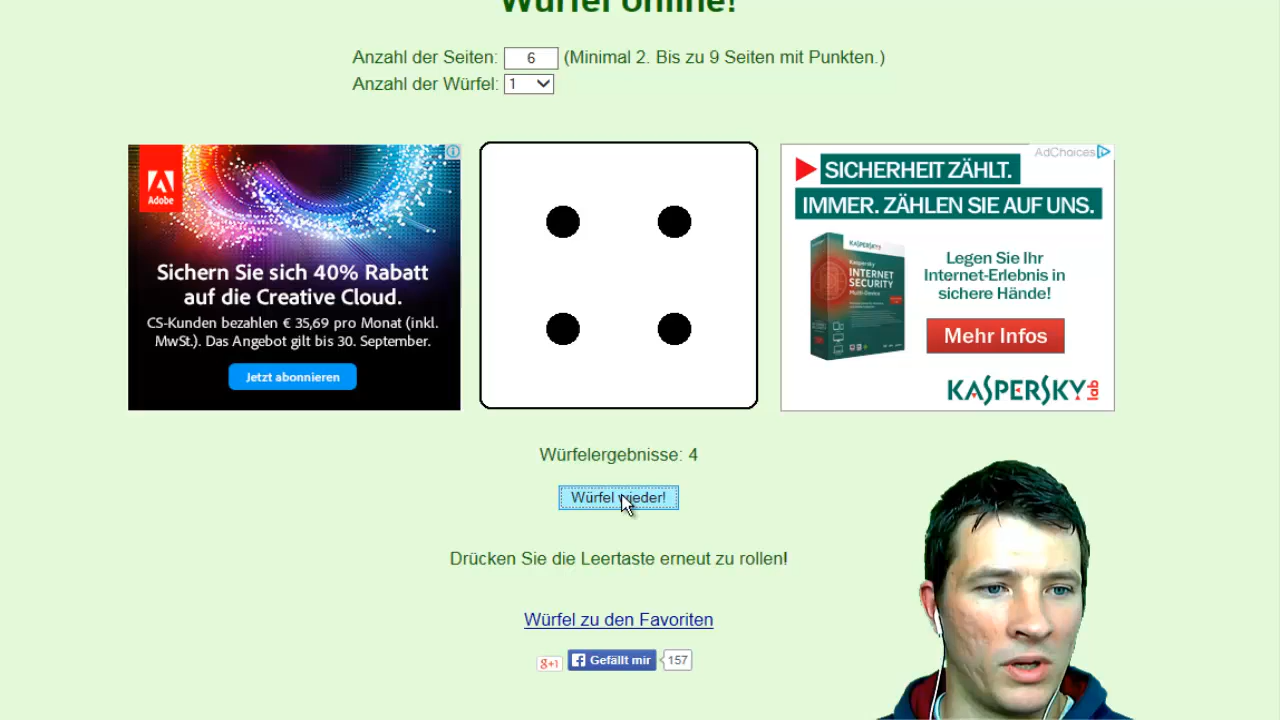 Würfel online!
Anzahl der Seiten: 6 (Minimal 2. Bis zu 9 Seiten mit Punkten.)
Anzahl der Würfel: 1
Adobe
Sichern Sie sich 40% Rabatt
auf die Creative Cloud.
CS-Kunden bezahlen € 35,69 pro Monat (inkl.
MwSt.). Das Angebot gilt bis 30. September.
Jetzt abonnieren
AdChoices
SICHERHEIT ZÄHLT.
IMMER. ZÄHLEN SIE AUF UNS.
KASPERSKY
INTERNET
SECURITY
Legen Sie Ihr
Internet-Erlebnis in
sichere Hände!
Mehr Infos
KASPERSKY lab
Würfelergebnisse: 4
Würfel wieder!
Drücken Sie die Leertaste erneut zu rollen!
Würfel zu den Favoriten
g+1
Gefällt mir
157